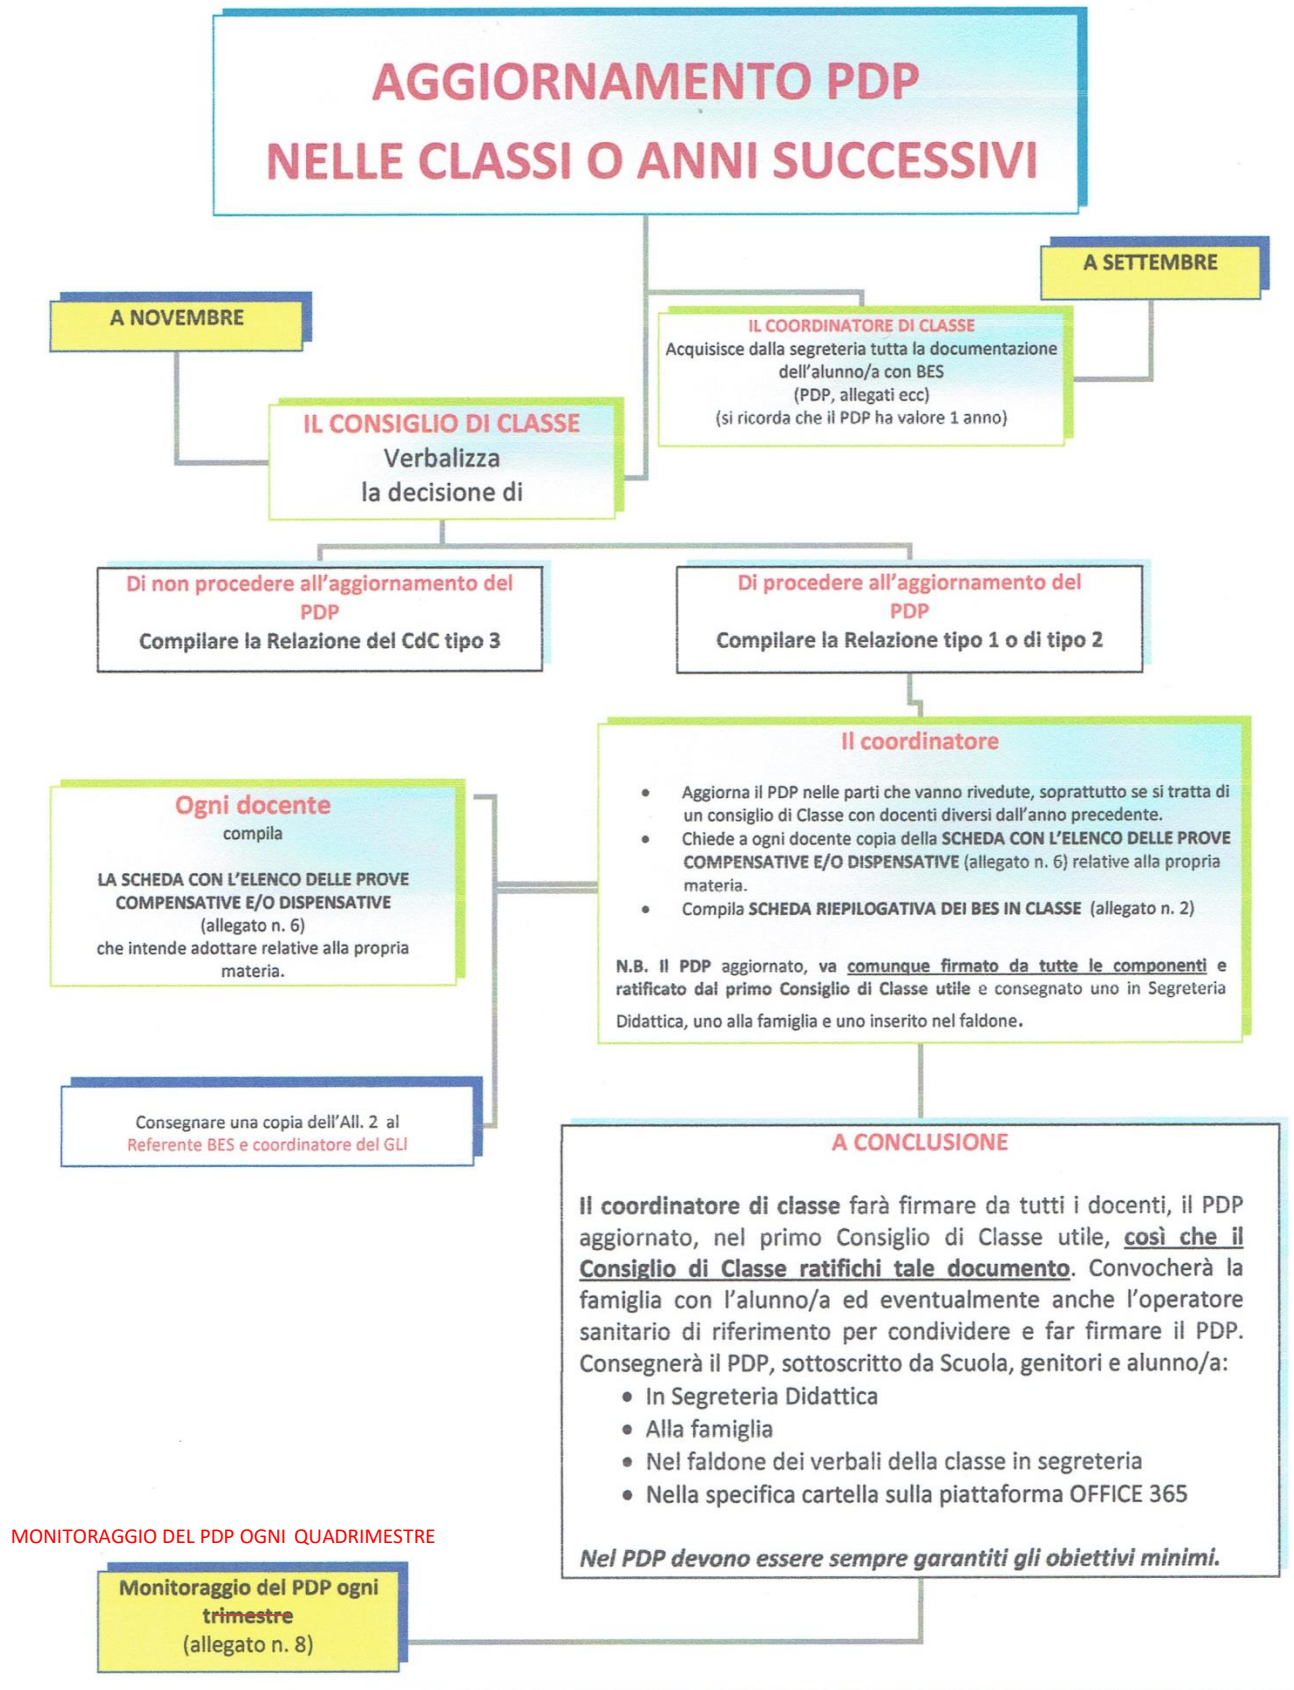 AGGIORNAMENTO PDP
NELLE CLASSI O ANNI SUCCESSIVI
A SETTEMBRE
A NOVEMBRE
IL COORDINATORE DI CLASSE
Acquisisce dalla segreteria tutta la documentazione
dell'alunno/a con BES
(PDP, allegati ecc)
(si ricorda che il PDP ha valore 1 anno)
IL CONSIGLIO DI CLASSE
Verbalizza
la decisione di
Di non procedere all'aggiornamento del
PDP
Compilare la Relazione del CdC tipo 3
Di procedere all'aggiornamento del
PDP
Compilare la Relazione tipo 1 o di tipo 2
Il coordinatore
• Aggiorna il PDP nelle parti che vanno rivedute, soprattutto se si tratta di
un consiglio di Classe con docenti diversi dall'anno precedente.
• Chiede a ogni docente copia della SCHEDA CON L'ELENCO DELLE PROVE
COMPENSATIVE E/O DISPENSATIVE (allegato n. 6) relative alla propria
materia.
• Compila SCHEDA RIEPILOGATIVA DEI BES IN CLASSE (allegato n. 2)
N.B. Il PDP aggiornato, va comunque firmato da tutte le componenti e
ratificato dal primo Consiglio di Classe utile e consegnato uno in Segreteria
Didattica, uno alla famiglia e uno inserito nel faldone.
Ogni docente
compila
LA SCHEDA CON L'ELENCO DELLE PROVE
COMPENSATIVE E/O DISPENSATIVE
(allegato n. 6)
che intende adottare relative alla propria
materia.
Consegnare una copia dell'All. 2 al
Referente BES e coordinatore del GLI
A CONCLUSIONE
Il coordinatore di classe farà firmare da tutti i docenti, il PDP
aggiornato, nel primo Consiglio di Classe utile, così che il
Consiglio di Classe ratifichi tale documento. Convocherà la
famiglia con l'alunno/a ed eventualmente anche l'operatore
sanitario di riferimento per condividere e far firmare il PDP.
Consegnerà il PDP, sottoscritto da Scuola, genitori e alunno/a:
• In Segreteria Didattica
• Alla famiglia
• Nel faldone dei verbali della classe in segreteria
• Nella specifica cartella sulla piattaforma OFFICE 365
Nel PDP devono essere sempre garantiti gli obiettivi minimi.
MONITORAGGIO DEL PDP OGNI QUADRIMESTRE
Monitoraggio del PDP ogni
trimestre
(allegato n. 8)